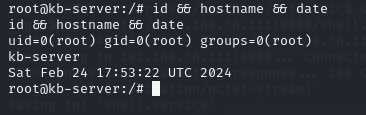 root@kb-server:/# id && hostname && date
id && hostname && date
uid=0(root) gid=0(root) groups=0(root)
kb-server
Sat Feb 24 17:53:22 UTC 2024
root@kb-server:/#